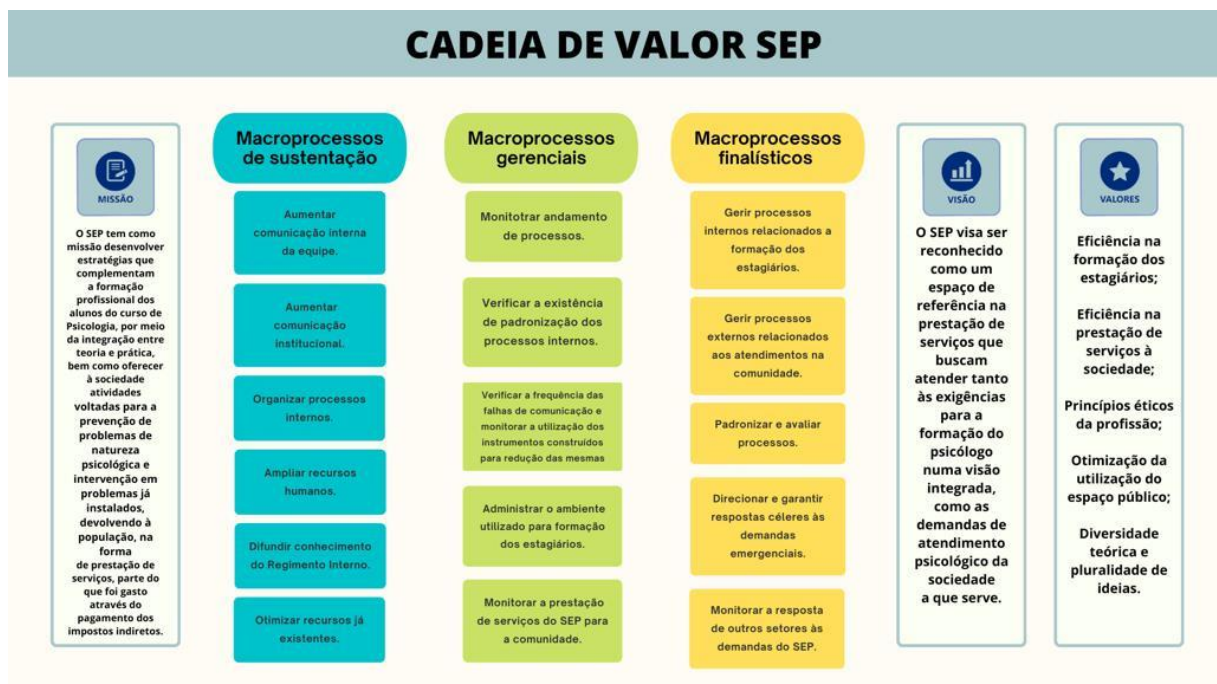 CADEIA DE VALOR SEP
MISSÃO
O SEP tem como
missão desenvolver
estratégias que
complementam
a formação
profissional dos
alunos do curso de
Psicologia, por meio
da integração entre
teoria e prática,
bem como oferecer
à sociedade
atividades
voltadas para a
prevenção de
problemas de
natureza
psicológica e
intervenção em
problemas já
instalados,
devolvendo à
população, na
forma
de prestação de
serviços, parte do
que foi gasto
através do
pagamento dos
impostos indiretos.
Macroprocessos
de sustentação
Aumentar
comunicação interna
da equipe.
Aumentar
comunicação
institucional.
Organizar processos
internos.
Ampliar recursos
humanos.
Difundir conhecimento
do Regimento Interno.
Otimizar recursos já
existentes.
Macroprocessos
gerenciais
Monitotrar andamento
de processos.
Verificar a existência
de padronização dos
processos internos.
Verificar a frequência das
falhas de comunicação e
monitorar a utilização dos
instrumentos construídos
para redução das mesmas
Administrar o ambiente
utilizado para formação
dos estagiários.
Monitorar a prestação
de serviços do SEP para
a comunidade.
Macroprocessos
finalísticos
Gerir processos
internos relacionados a
formação dos
estagiários.
Gerir processos
externos relacionados
aos atendimentos na
comunidade.
Padronizar e avaliar
processos.
Direcionar e garantir
respostas céleres às
demandas
emergenciais.
Monitorar a resposta
de outros setores às
demandas do SEP.
VISÃO
O SEP visa ser
reconhecido
como um
espaço de
referência na
prestação de
serviços que
buscam
atender tanto
às exigências
para a
formação do
psicólogo
numa visão
integrada,
como as
demandas de
atendimento
psicológico da
sociedade
a que serve.
VALORES
Eficiência na
formação dos
estagiários;
Eficiência na
prestação de
serviços à
sociedade;
Princípios éticos
da profissão;
Otimização da
utilização do
espaço público;
Diversidade
teórica e
pluralidade de
ideias.